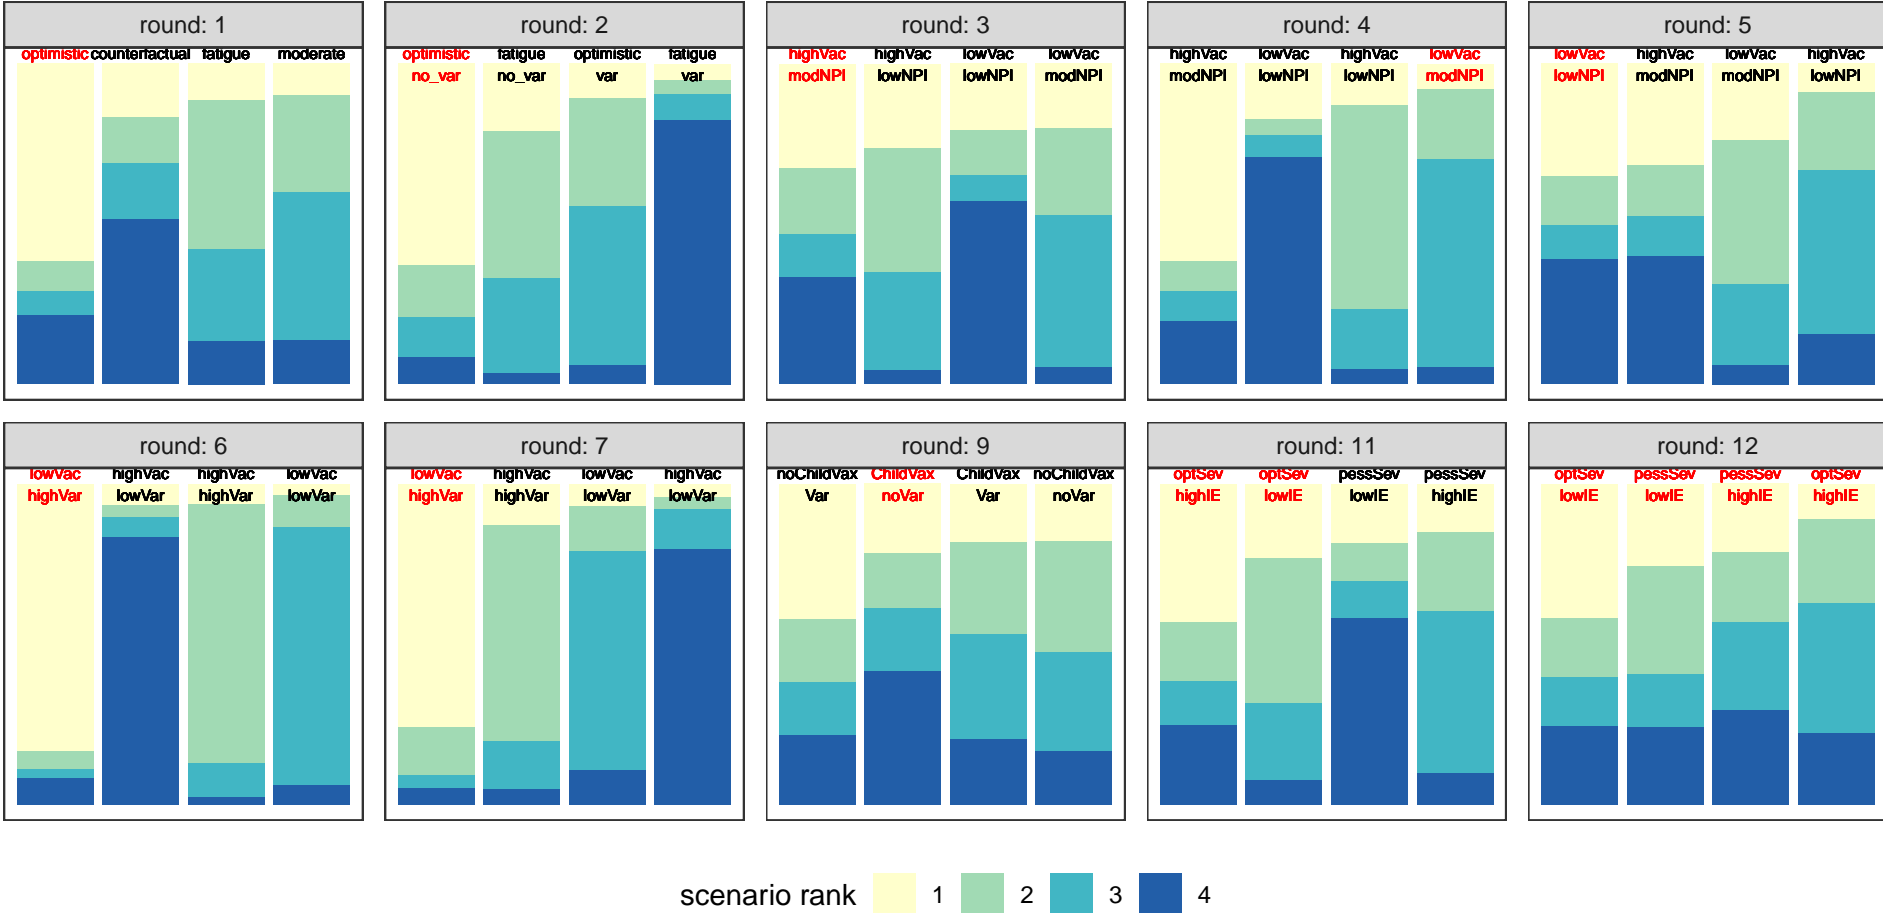 round: 1
optimistic counterfactual fatigue moderate
round: 2
optimistic fatigue optimistic fatigue
no_var no_var var var
round: 3
highVac highVac lowVac lowVac
modNPI lowNPI lowNPI modNPI
round: 4
highVac lowVac highVac lowVac
modNPI lowNPI lowNPI modNPI
round: 5
lowVac highVac lowVac highVac
lowNPI modNPI modNPI lowNPI
round: 6
lowVac highVac highVac lowVac
highVar lowVar highVar lowVar
round: 7
lowVac highVac lowVac highVac
highVar highVar lowVar lowVar
round: 9
noChildVax ChildVax ChildVax noChildVax
Var noVar Var noVar
round: 11
optSev optSev pessSev pessSev
highIE lowIE lowIE highIE
round: 12
optSev pessSev pessSev optSev
lowIE lowIE highIE highIE
scenario rank 1 2 3 4